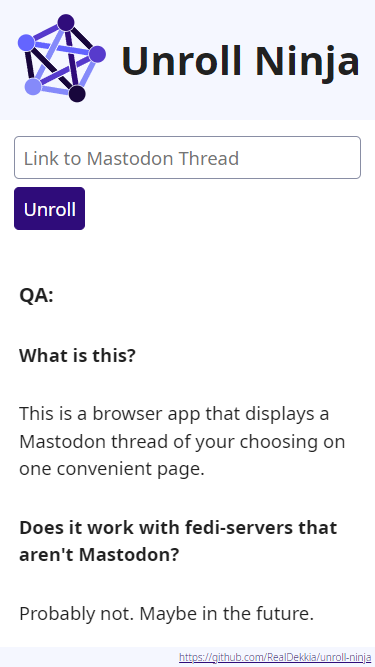 Unroll Ninja
Link to Mastodon Thread
Unroll
QA:
What is this?
This is a browser app that displays a
Mastodon thread of your choosing on
one convenient page.
Does it work with fedi-servers that
aren't Mastodon?
Probably not. Maybe in the future.
https://github.com/RealDekkia/unroll-ninja